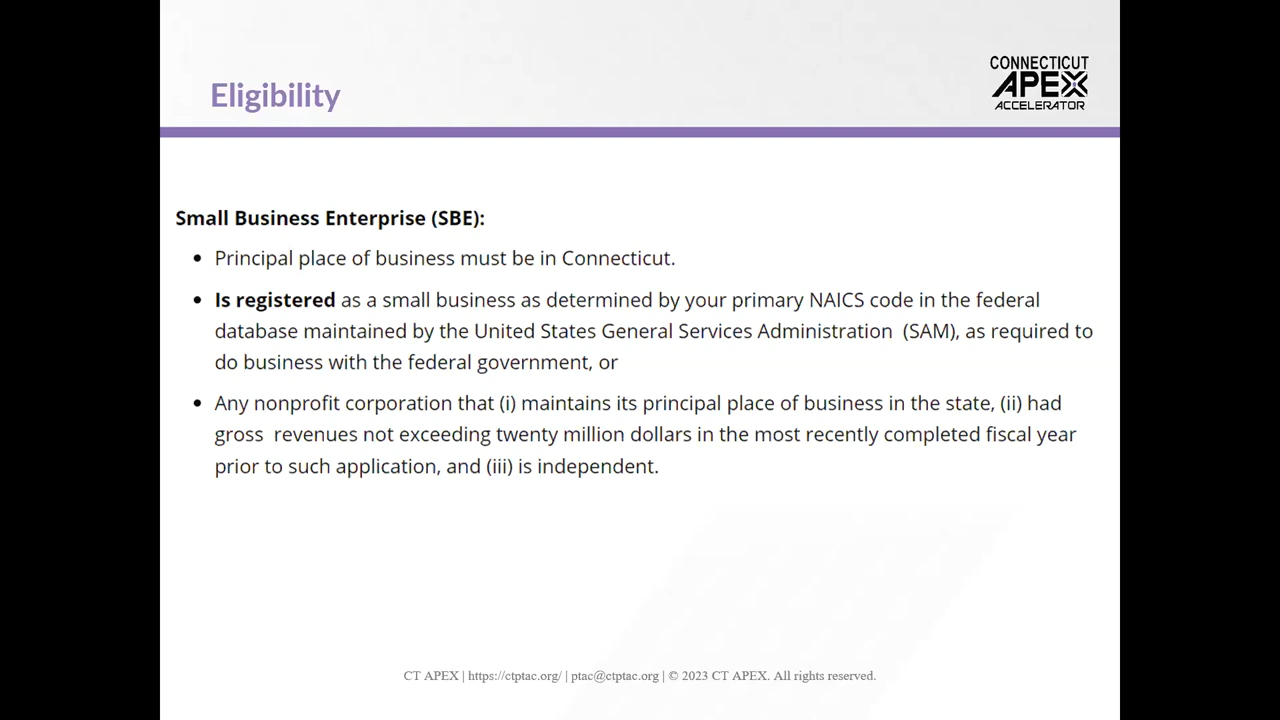 CONNECTICUT
APEX
ACCELERATOR
Eligibility
Small Business Enterprise (SBE):
• Principal place of business must be in Connecticut.
• Is registered as a small business as determined by your primary NAICS code in the federal
database maintained by the United States General Services Administration (SAM), as required to
do business with the federal government, or
• Any nonprofit corporation that (i) maintains its principal place of business in the state, (ii) had
gross revenues not exceeding twenty million dollars in the most recently completed fiscal year
prior to such application, and (iii) is independent.
CT APEX | https://ctptac.org/ | ptac@ctptac.org | © 2023 CT APEX. All rights reserved.